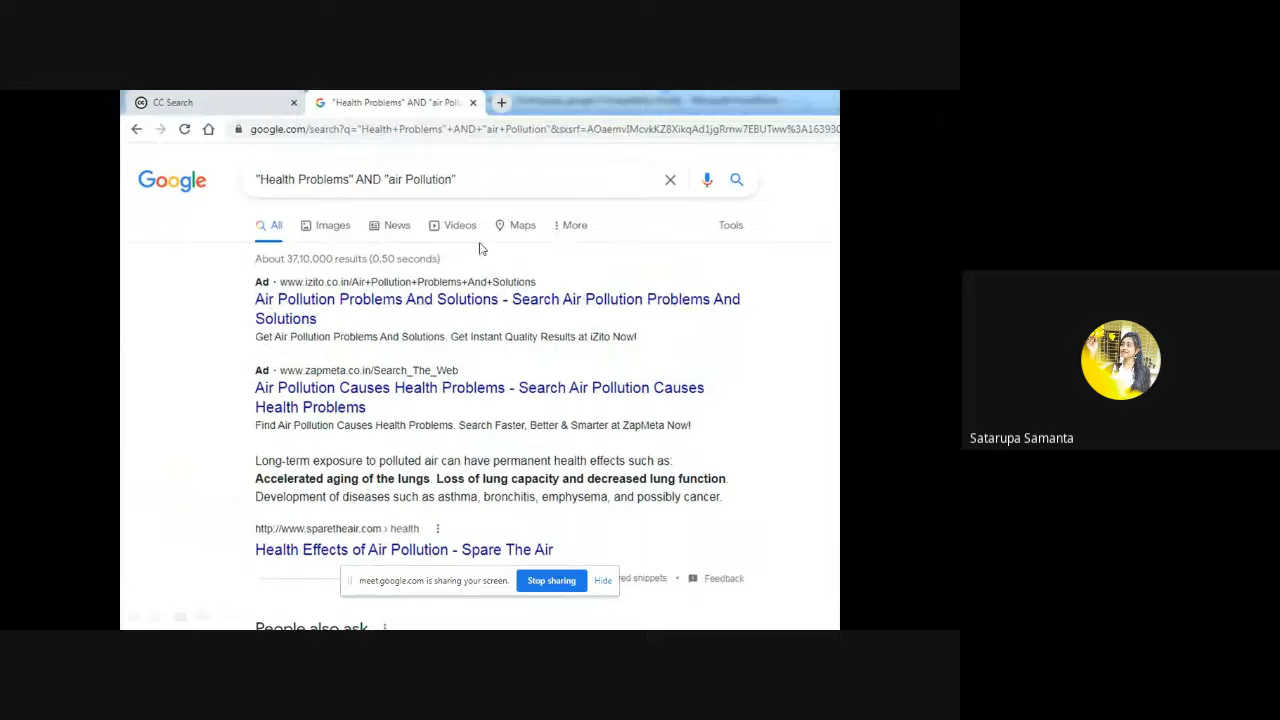 CC Search
"Health Problems" AND "air Pol
google.com/search?q="Health+Problems"+AND+"air+Pollution"&sxsrf=AOaemvIMcvkKZ8XikqAd1jgRrnw7EBUTww%3A163930
Google
"Health Problems" AND "air Pollution"
All Images News Videos Maps More Tools
About 37,10,000 results (0.50 seconds)
Ad · www.izito.co.in/Air+Pollution+Problems+And+Solutions
Air Pollution Problems And Solutions - Search Air Pollution Problems And
Solutions
Get Air Pollution Problems And Solutions. Get Instant Quality Results at iZito Now!
Ad · www.zapmeta.co.in/Search_The_Web
Air Pollution Causes Health Problems - Search Air Pollution Causes
Health Problems
Find Air Pollution Causes Health Problems. Search Faster, Better & Smarter at ZapMeta Now!
Long-term exposure to polluted air can have permanent health effects such as:
Accelerated aging of the lungs. Loss of lung capacity and decreased lung function.
Development of diseases such as asthma, bronchitis, emphysema, and possibly cancer.
http://www.sparetheair.com › health
Health Effects of Air Pollution - Spare The Air
meet.google.com is sharing your screen. Stop sharing Hide
ed snippets · Feedback
People also ask
Satarupa Samanta